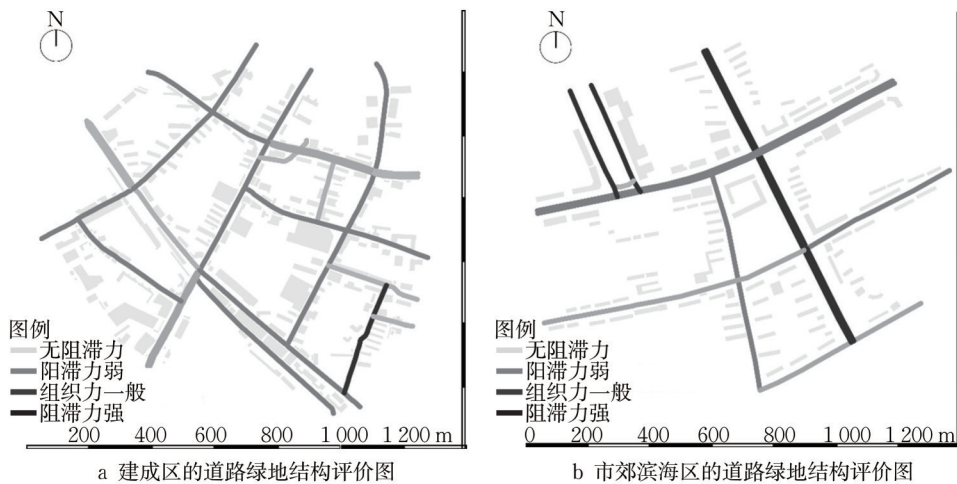 N
图例
无阻滞力
阳滞力弱
组织力一般
阻滞力强
200 400 600 800 1 000 1 200 m
a 建成区的道路绿地结构评价图
N
图例
无阻滞力
阳滞力弱
组织力一般
阻滞力强
0 200 400 600 800 1 000 1 200 m
b 市郊滨海区的道路绿地结构评价图